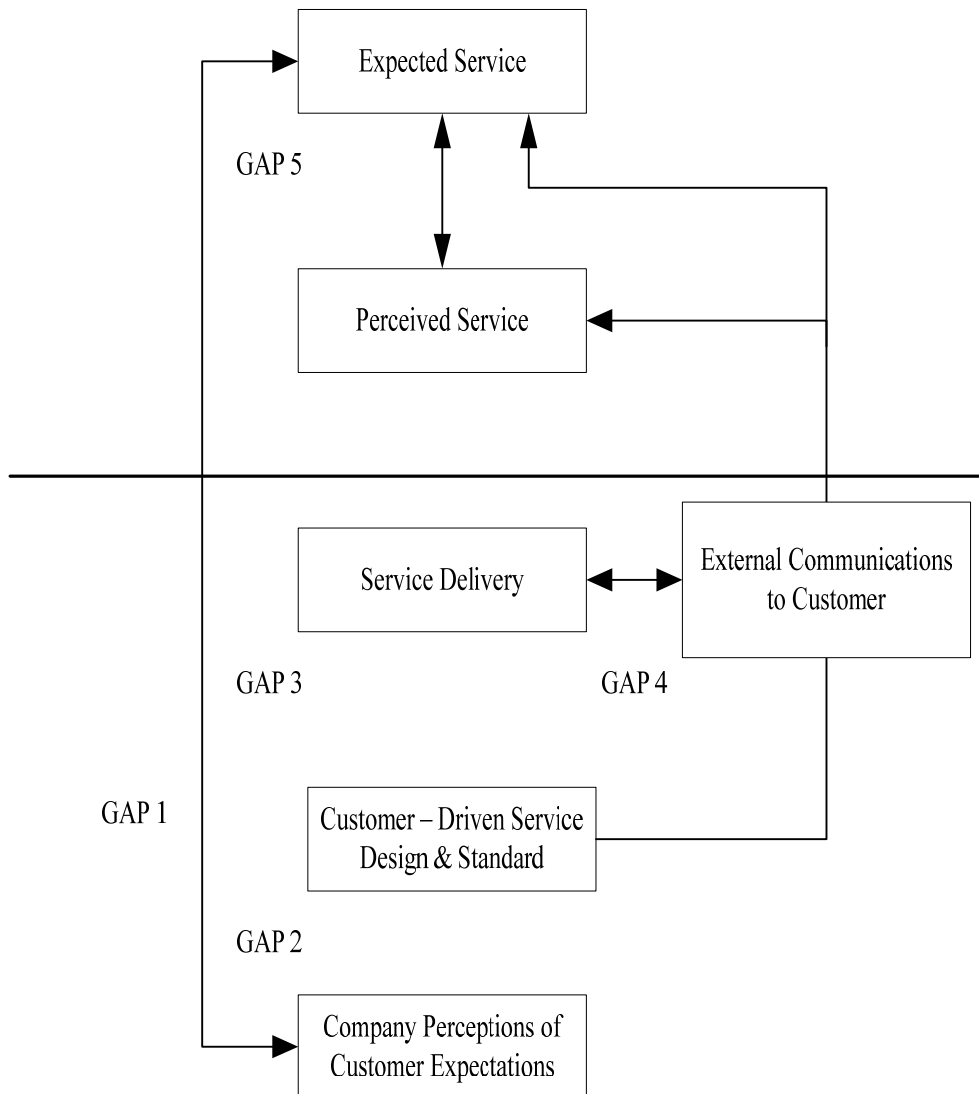 Expected Service
GAP 5
Perceived Service
Service Delivery
External Communications
to Customer
GAP 3
GAP 4
GAP 1
Customer – Driven Service
Design & Standard
GAP 2
Company Perceptions of
Customer Expectations